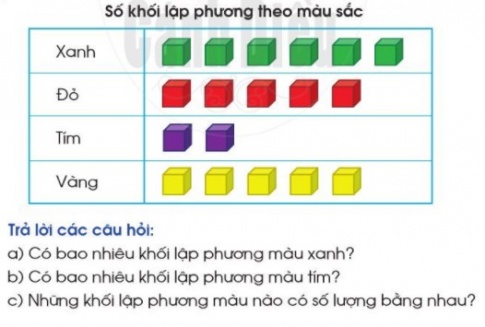 Số khối lập phương theo màu sắc
Xanh
Đỏ
Tím
Vàng
Trả lời các câu hỏi:
a) Có bao nhiêu khối lập phương màu xanh?
b) Có bao nhiêu khối lập phương màu tím?
c) Những khối lập phương màu nào có số lượng bằng nhau?